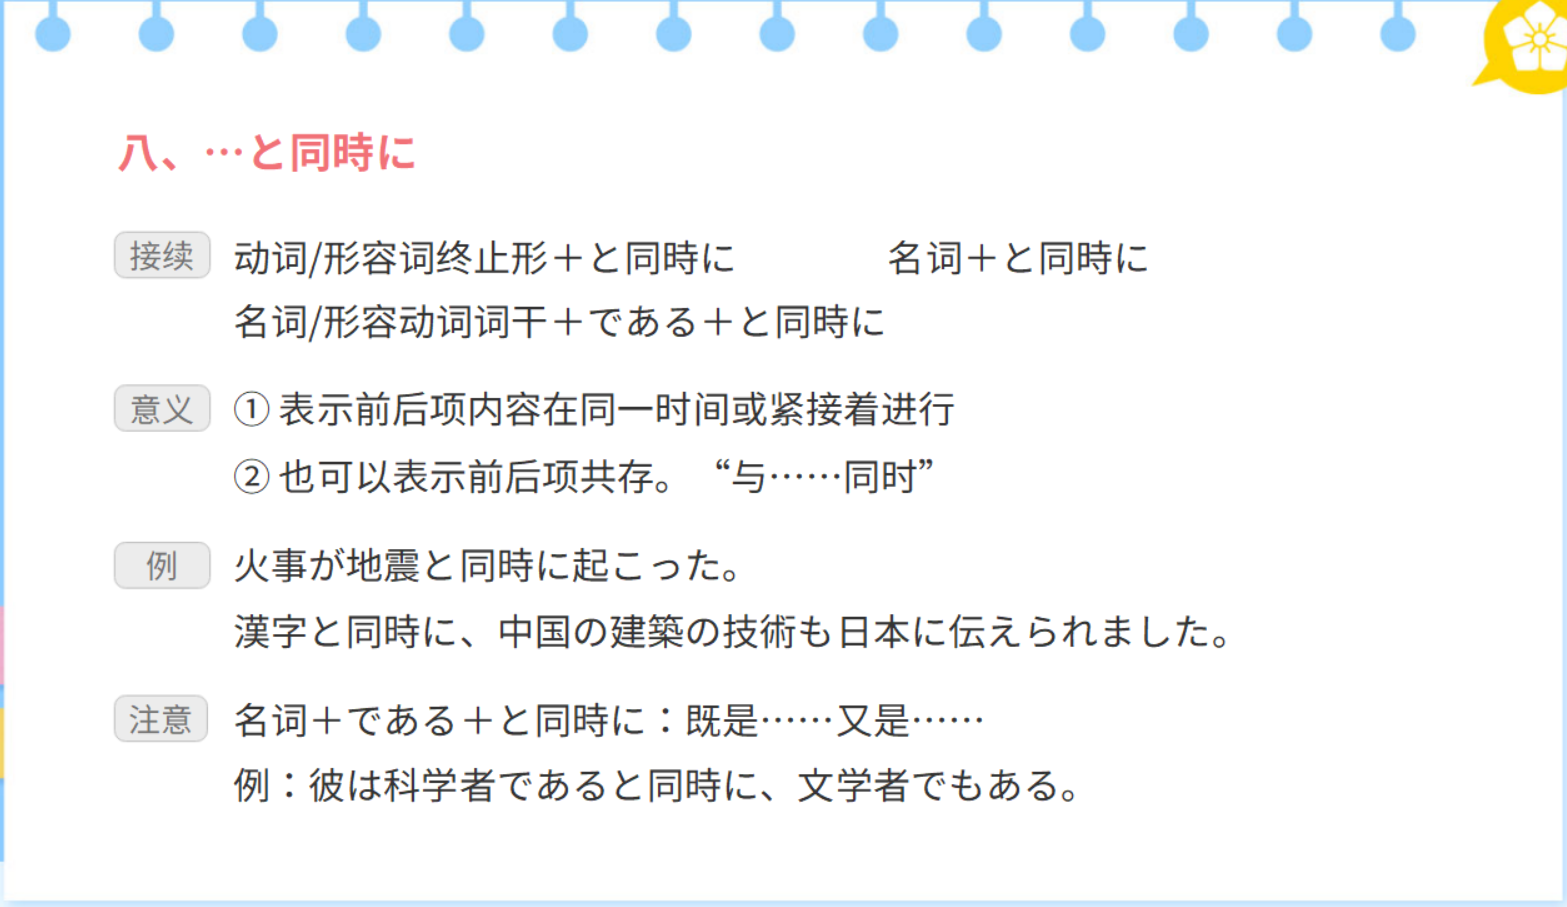 八、…と同時に
接续 动词/形容词终止形＋と同時に 名词＋と同時に
名词/形容动词词干＋である＋と同時に
意义 ① 表示前后项内容在同一时间或紧接着进行
② 也可以表示前后项共存。 “与……同时”
例 火事が地震と同時に起こった。
漢字と同時に、中国の建築の技術も日本に伝えられました。
注意 名词＋である＋と同時に：既是……又是……
例：彼は科学者であると同時に、文学者でもある。